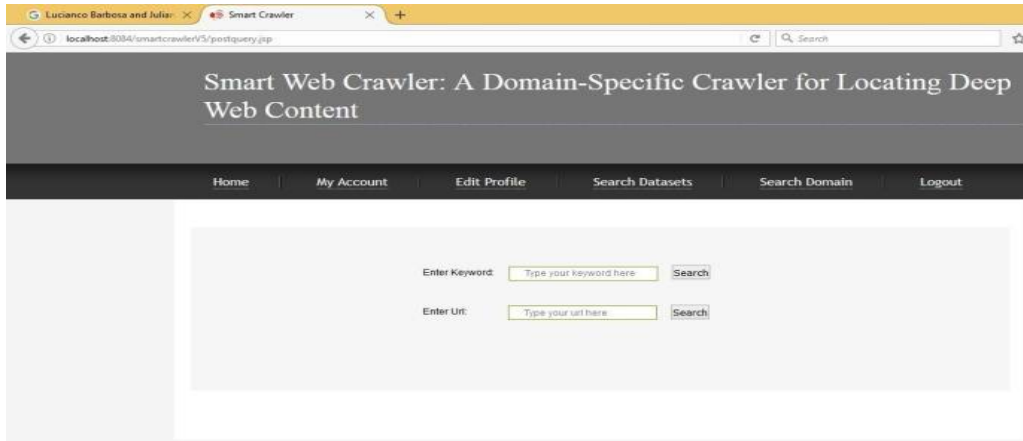 Lucianco Barbosa and Julian
Smart Crawler
localhost:8084/smartcrawlerV5/postquery.jsp
Search
Smart Web Crawler: A Domain-Specific Crawler for Locating Deep
Web Content
Home
My Account
Edit Profile
Search Datasets
Search Domain
Logout
Enter Keyword:
Type your keyword here
Search
Enter Url:
Type your url here
Search